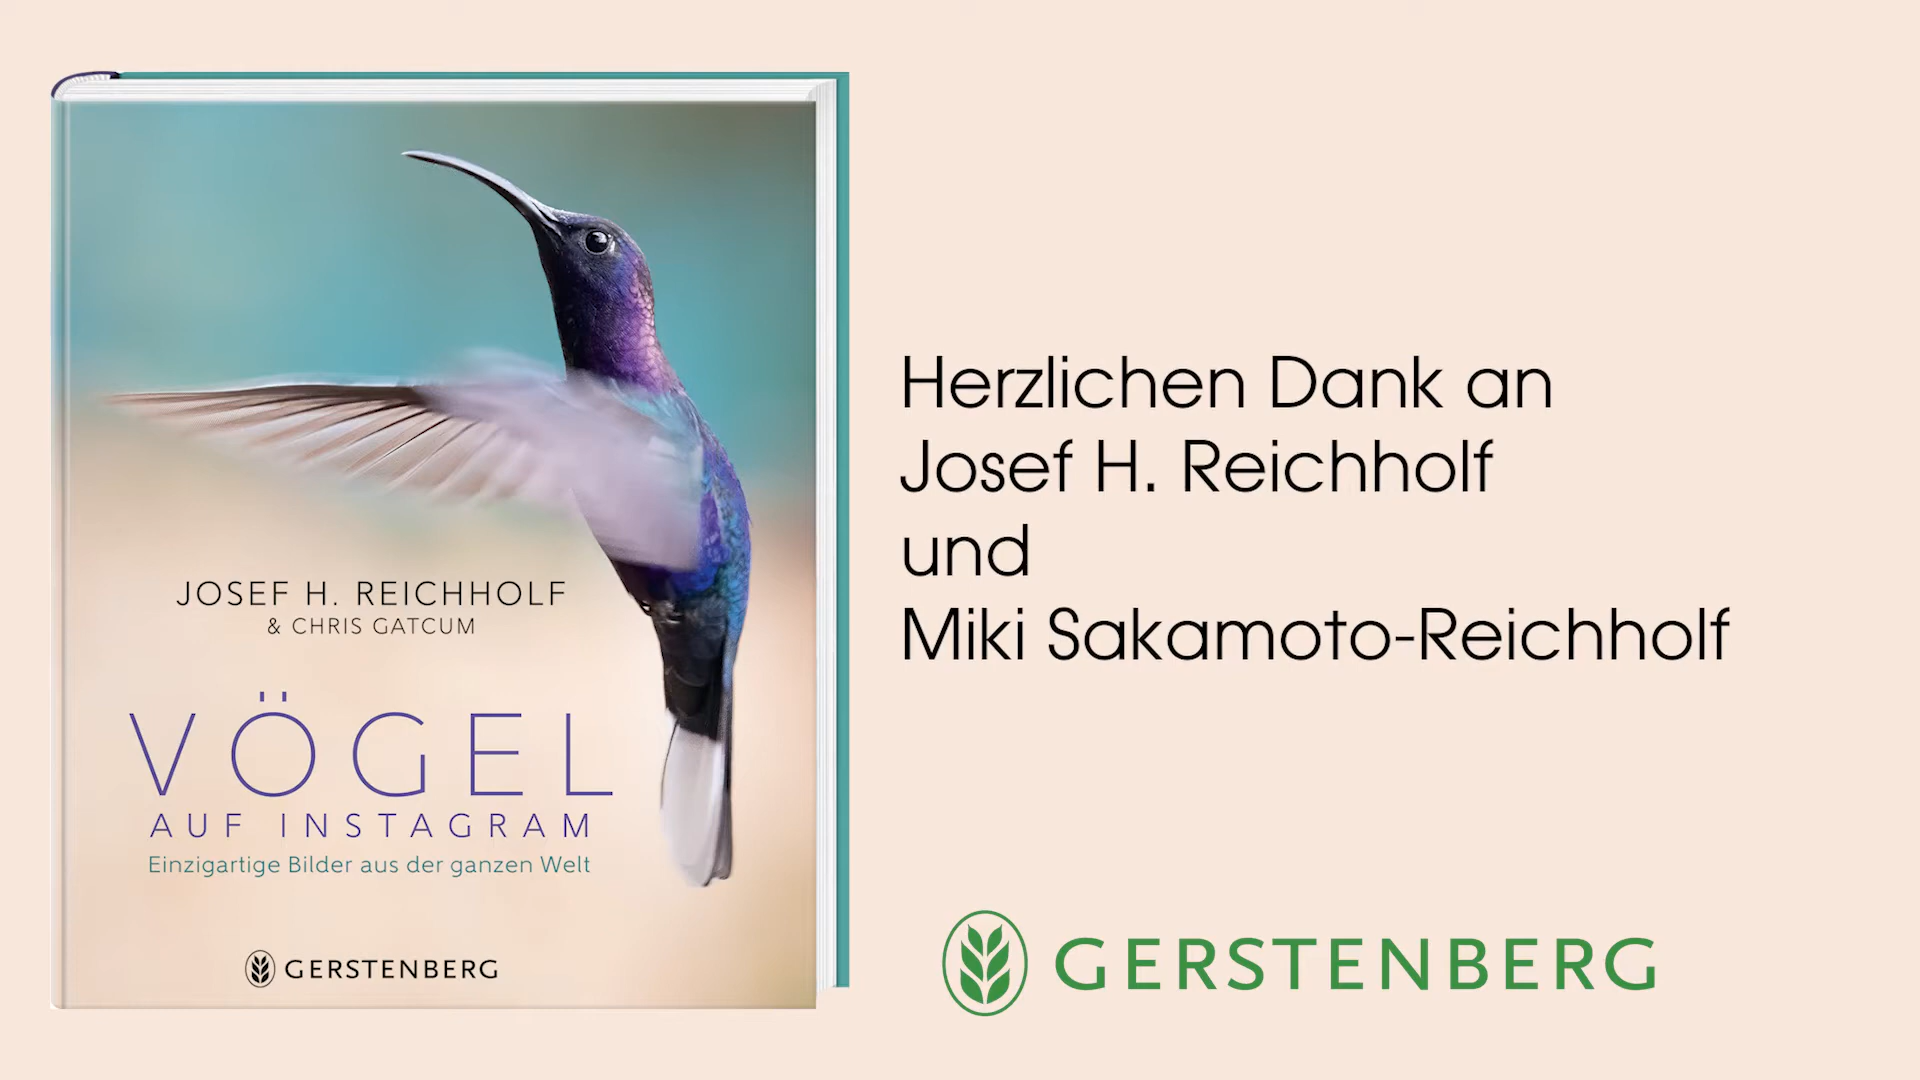 JOSEF H. REICHHOLF
& CHRIS GATCUM
VÖGEL
AUF INSTAGRAM
Einzigartige Bilder aus der ganzen Welt
GERSTENBERG
Herzlichen Dank an
Josef H. Reichholf
und
Miki Sakamoto-Reichholf
GERSTENBERG